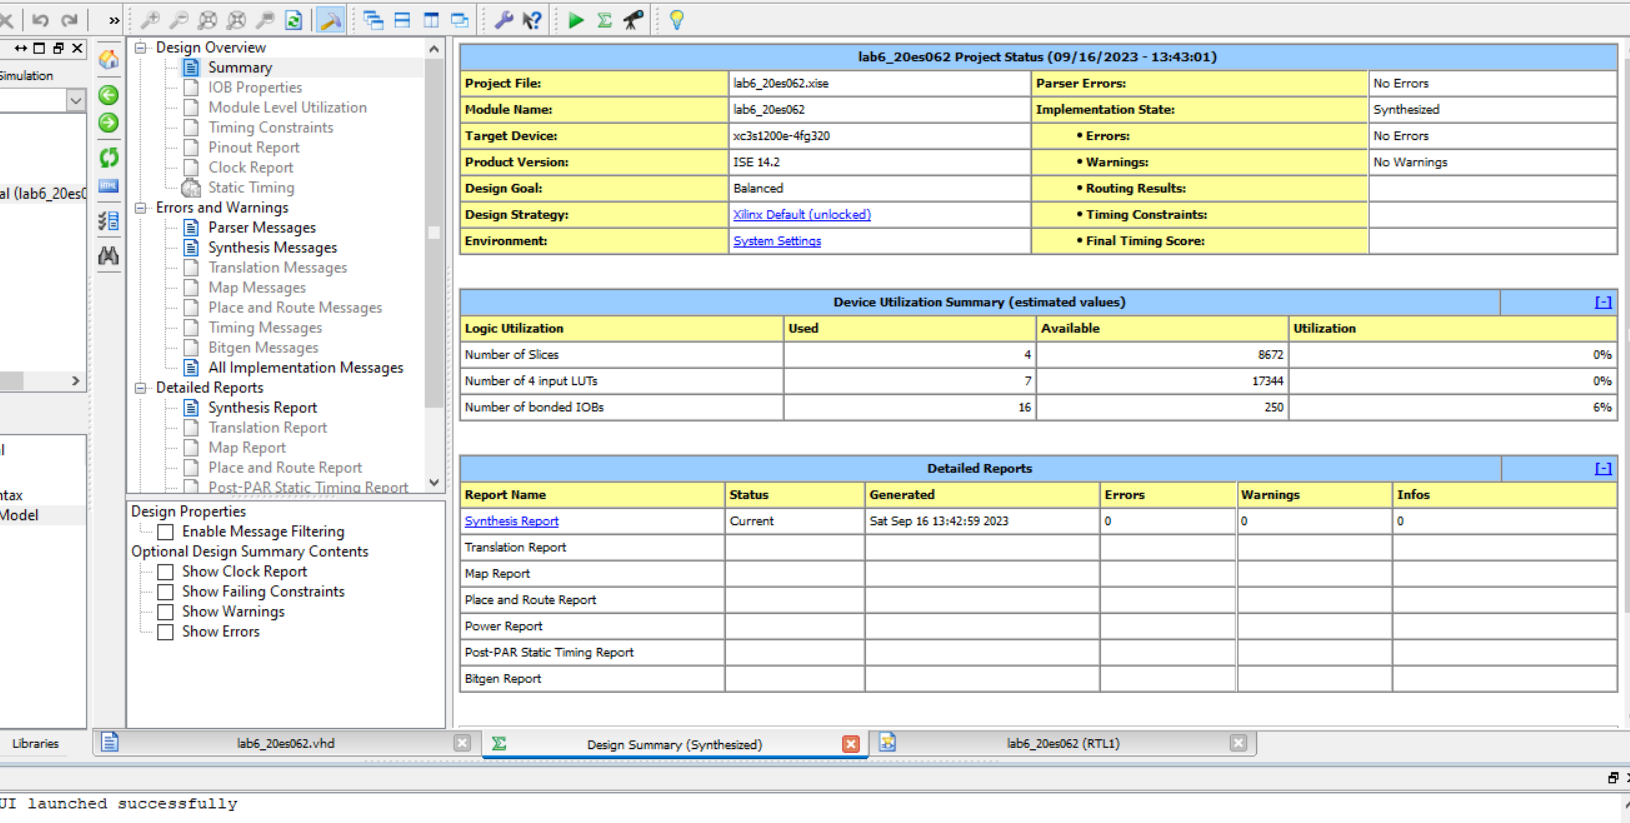 »
Simulation
al (lab6_20es0
ntax
Model
Libraries
HTML
Design Overview
Summary
IOB Properties
Module Level Utilization
Timing Constraints
Pinout Report
Clock Report
Static Timing
Errors and Warnings
Parser Messages
Synthesis Messages
Translation Messages
Map Messages
Place and Route Messages
Timing Messages
Bitgen Messages
All Implementation Messages
Detailed Reports
Synthesis Report
Translation Report
Map Report
Place and Route Report
Post-PAR Static Timing Report
Design Properties
Enable Message Filtering
Optional Design Summary Contents
Show Clock Report
Show Failing Constraints
Show Warnings
Show Errors
lab6_20es062 Project Status (09/16/2023 - 13:43:01)
Project File: lab6_20es062.xise Parser Errors: No Errors
Module Name: lab6_20es062 Implementation State: Synthesized
Target Device: xc3s1200e-4fg320 • Errors: No Errors
Product Version: ISE 14.2 • Warnings: No Warnings
Design Goal: Balanced • Routing Results:
Design Strategy: Xilinx Default (unlocked) • Timing Constraints:
Environment: System Settings • Final Timing Score:
Device Utilization Summary (estimated values) [-]
Logic Utilization Used Available Utilization
Number of Slices 4 8672 0%
Number of 4 input LUTs 7 17344 0%
Number of bonded IOBs 16 250 6%
Detailed Reports [-]
Report Name Status Generated Errors Warnings Infos
Synthesis Report Current Sat Sep 16 13:42:59 2023 0 0 0
Translation Report
Map Report
Place and Route Report
Power Report
Post-PAR Static Timing Report
Bitgen Report
lab6_20es062.vhd Design Summary (Synthesized) lab6_20es062 (RTL1)
UI launched successfully